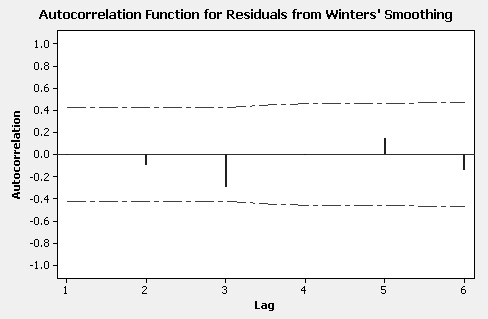 Autocorrelation Function for Residuals from Winters' Smoothing
1.0
0.8
0.6
0.4
0.2
0.0
-0.2
-0.4
-0.6
-0.8
-1.0
Autocorrelation
1 2 3 4 5 6
Lag